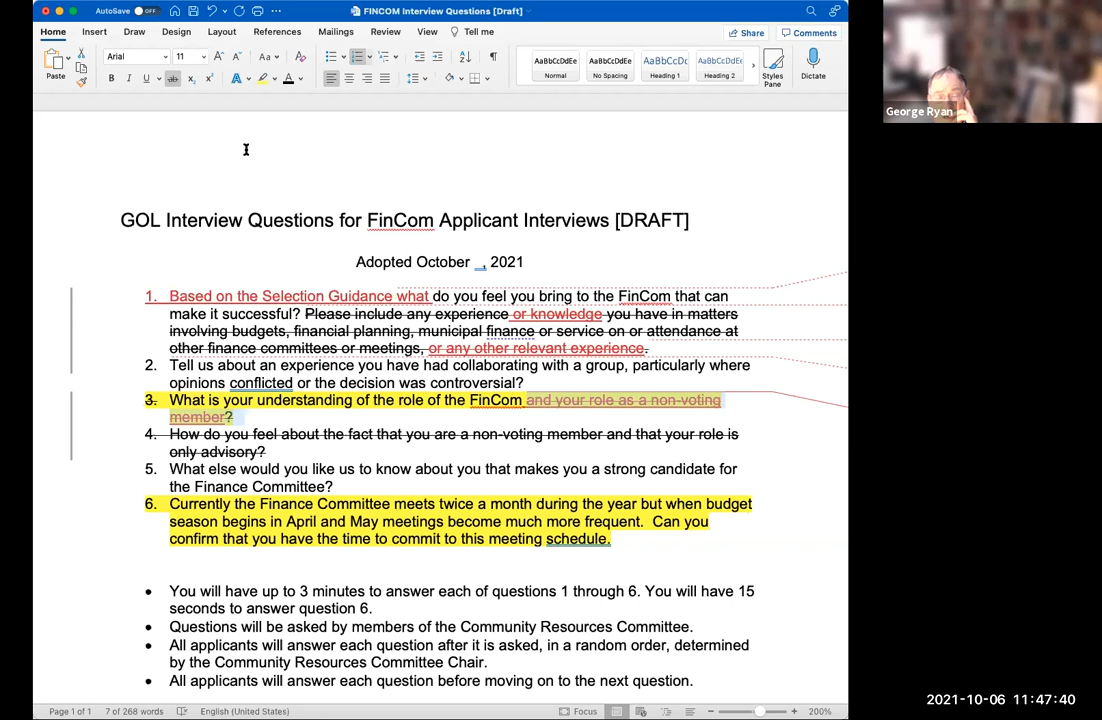 AutoSave OFF FINCOM Interview Questions [Draft]
Home Insert Draw Design Layout References Mailings Review View Tell me Share Comments
Paste Arial 11 Normal No Spacing Heading 1 Heading 2 Styles Pane Dictate
AaBbCcDdEe AaBbCcDdEe AaBbCcDc AaBbCcDdEe
George Ryan
GOL Interview Questions for FinCom Applicant Interviews [DRAFT]
Adopted October _, 2021
1. Based on the Selection Guidance what do you feel you bring to the FinCom that can
make it successful? Please include any experience or knowledge you have in matters
involving budgets, financial planning, municipal finance or service on or attendance at
other finance committees or meetings, or any other relevant experience.
2. Tell us about an experience you have had collaborating with a group, particularly where
opinions conflicted or the decision was controversial?
3. What is your understanding of the role of the FinCom and your role as a non-voting
member?
4. How do you feel about the fact that you are a non-voting member and that your role is
only advisory?
5. What else would you like us to know about you that makes you a strong candidate for
the Finance Committee?
6. Currently the Finance Committee meets twice a month during the year but when budget
season begins in April and May meetings become much more frequent. Can you
confirm that you have the time to commit to this meeting schedule.
• You will have up to 3 minutes to answer each of questions 1 through 6. You will have 15
seconds to answer question 6.
• Questions will be asked by members of the Community Resources Committee.
• All applicants will answer each question after it is asked, in a random order, determined
by the Community Resources Committee Chair.
• All applicants will answer each question before moving on to the next question.
Page 1 of 1 7 of 268 words English (United States) Focus 200%
2021-10-06 11:47:40